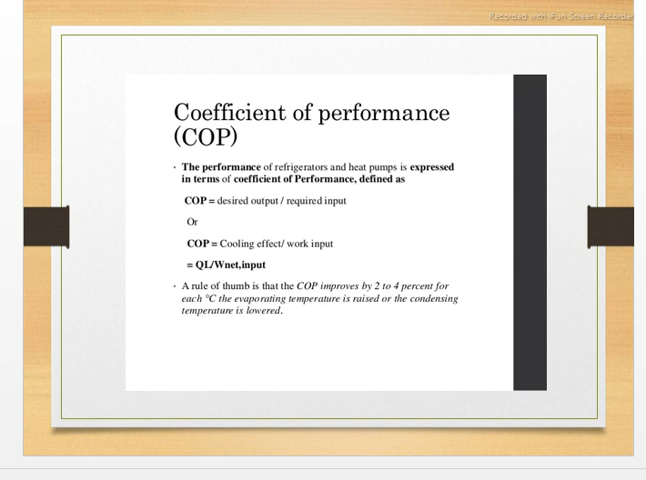 Recorded with Fun Screen Recorder
Coefficient of performance
(COP)
• The performance of refrigerators and heat pumps is expressed
in terms of coefficient of Performance, defined as
COP = desired output / required input
Or
COP = Cooling effect/ work input
= QL/Wnet,input
• A rule of thumb is that the COP improves by 2 to 4 percent for
each °C the evaporating temperature is raised or the condensing
temperature is lowered.